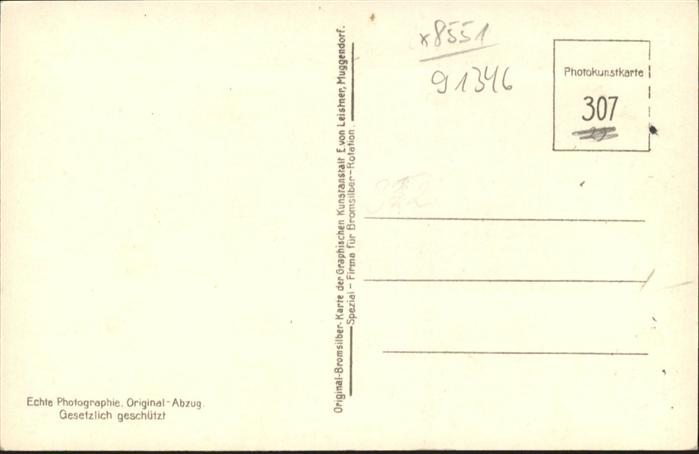 x8551
91346
Photokunstkarte
307
Original-Bromsilber-Karte der Graphischen Kunstanstalt E.von Leistner, Muggendorf.
Spezial-Firma für Bromsilber-Rotation.
Echte Photographie. Original-Abzug.
Gesetzlich geschützt